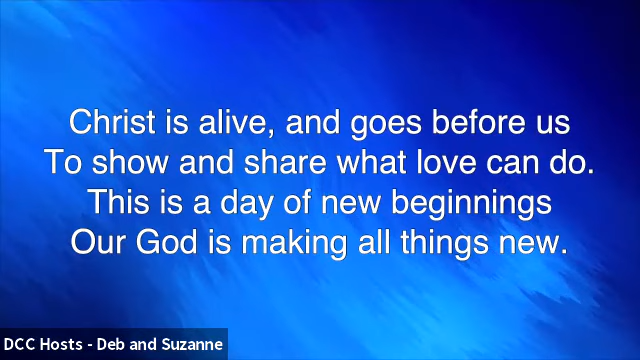 Christ is alive, and goes before us
To show and share what love can do.
This is a day of new beginnings
Our God is making all things new.
DCC Hosts - Deb and Suzanne